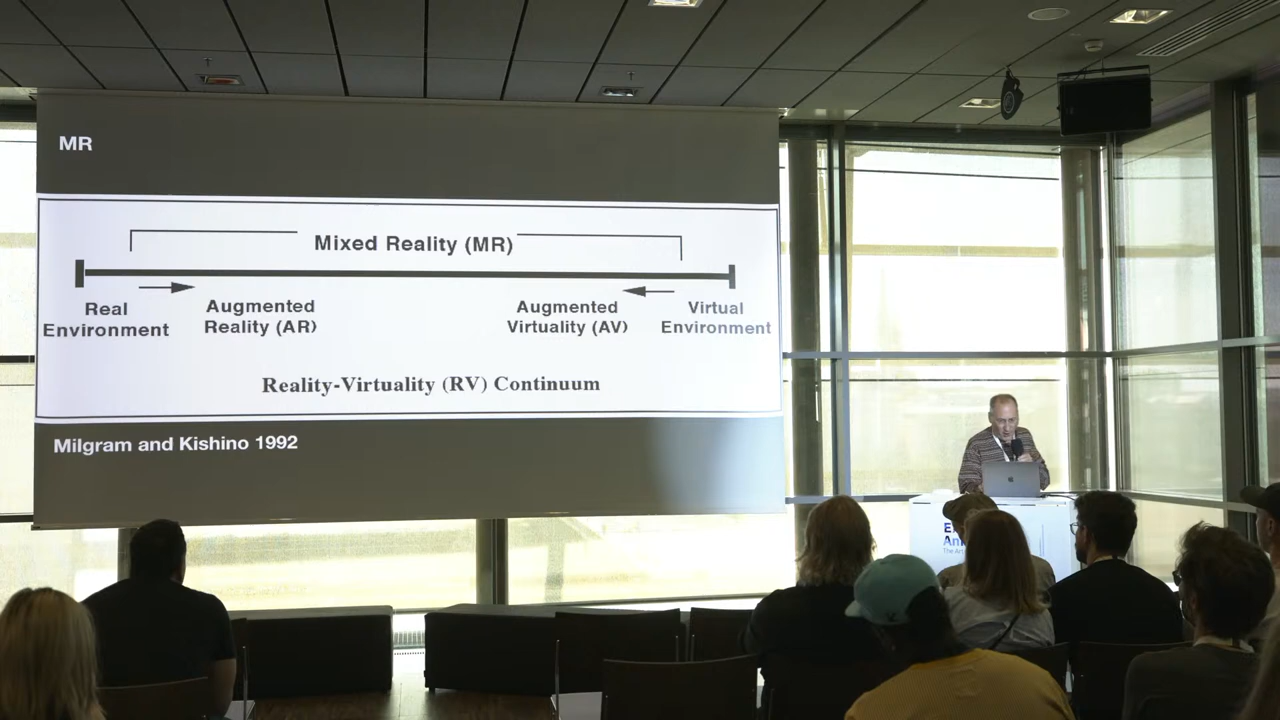 MR
Mixed Reality (MR)
Real
Environment
Augmented
Reality (AR)
Augmented
Virtuality (AV)
Virtual
Environment
Reality-Virtuality (RV) Continuum
Milgram and Kishino 1992